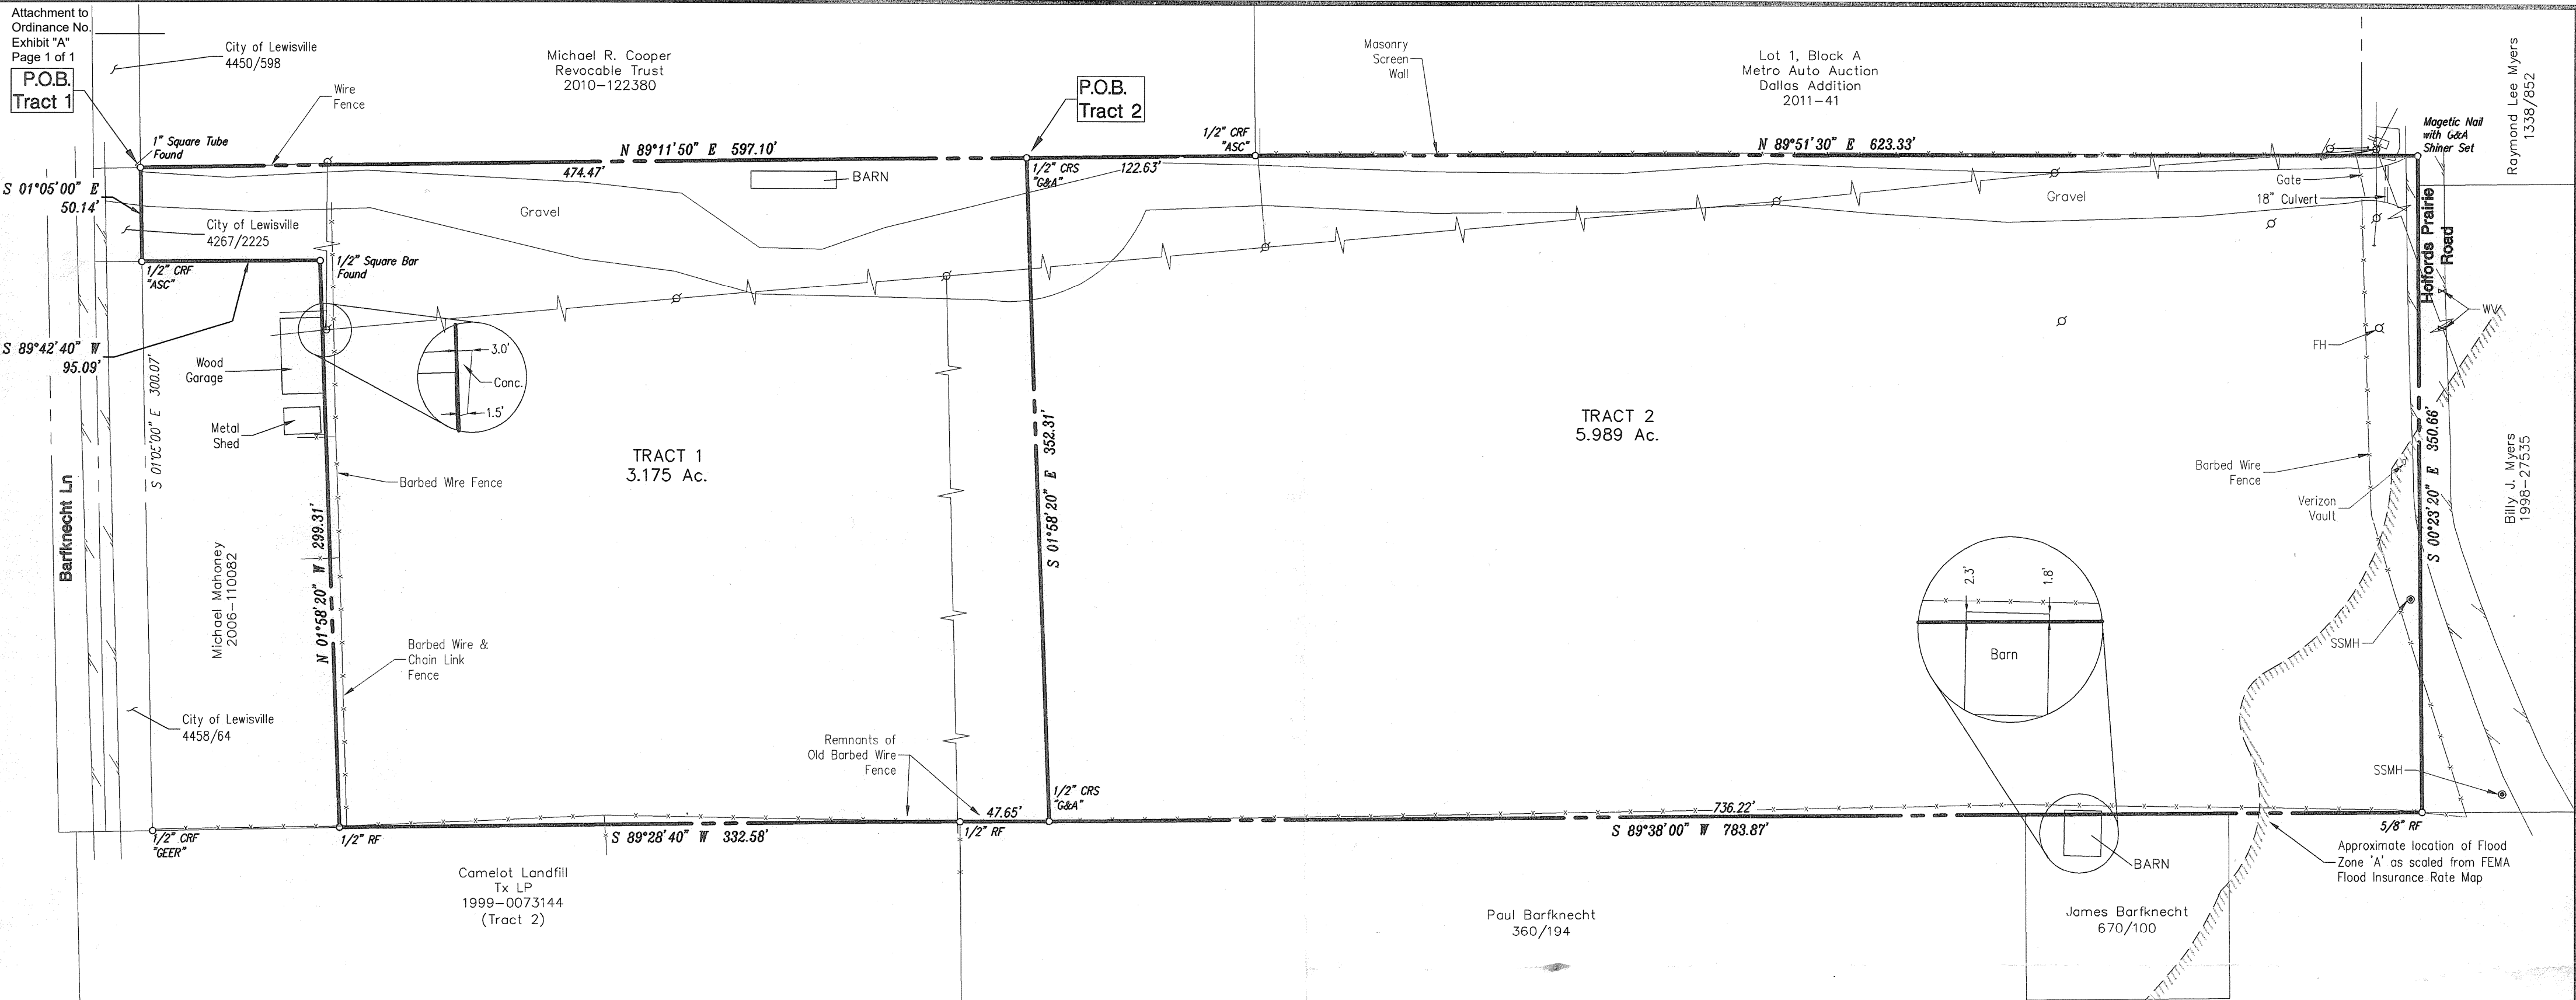 Attachment to
Ordinance No.
Exhibit "A"
Page 1 of 1
P.O.B.
Tract 1
City of Lewisville
4450/598
Wire
Fence
Michael R. Cooper
Revocable Trust
2010-122380
P.O.B.
Tract 2
Masonry
Screen
Wall
Lot 1, Block A
Metro Auto Auction
Dallas Addition
2011-41
Raymond Lee Myers
1338/852
1" Square Tube
Found
N 89°11'50" E 597.10'
474.47'
BARN
1/2" CRS
"G&A"
122.63'
1/2" CRF
"ASC"
N 89°51'30" E 623.33'
Magetic Nail
with G&A
Shiner Set
S 01°05'00" E
50.14'
City of Lewisville
4267/2225
Gravel
Gravel
Gate
18" Culvert
Holfords Prairie
Road
1/2" CRF
"ASC"
1/2" Square Bar
Found
S 89°42'40" W
95.09'
S 01°05'00" E 300.07'
Wood
Garage
Metal
Shed
3.0'
Conc.
1.5'
WV
FH
TRACT 1
3.175 Ac.
TRACT 2
5.989 Ac.
S 01°58'20" E 352.31'
Barbed Wire Fence
Barbed Wire
Fence
Verizon
Vault
S 00°23'20" E 350.66'
Billy J. Myers
1998-27535
Barfknecht Ln
Michael Mahoney
2006-110082
N 01°58'20" W 299.31'
Barbed Wire &
Chain Link
Fence
2.3'
1.8'
Barn
SSMH
SSMH
City of Lewisville
4458/64
Remnants of
Old Barbed Wire
Fence
47.65'
1/2" CRS
"G&A"
736.22'
1/2" CRF
"GEER"
1/2" RF
S 89°28'40" W 332.58'
1/2" RF
S 89°38'00" W 783.87'
5/8" RF
BARN
Approximate location of Flood
Zone 'A' as scaled from FEMA
Flood Insurance Rate Map
Camelot Landfill
Tx LP
1999-0073144
(Tract 2)
Paul Barfknecht
360/194
James Barfknecht
670/100